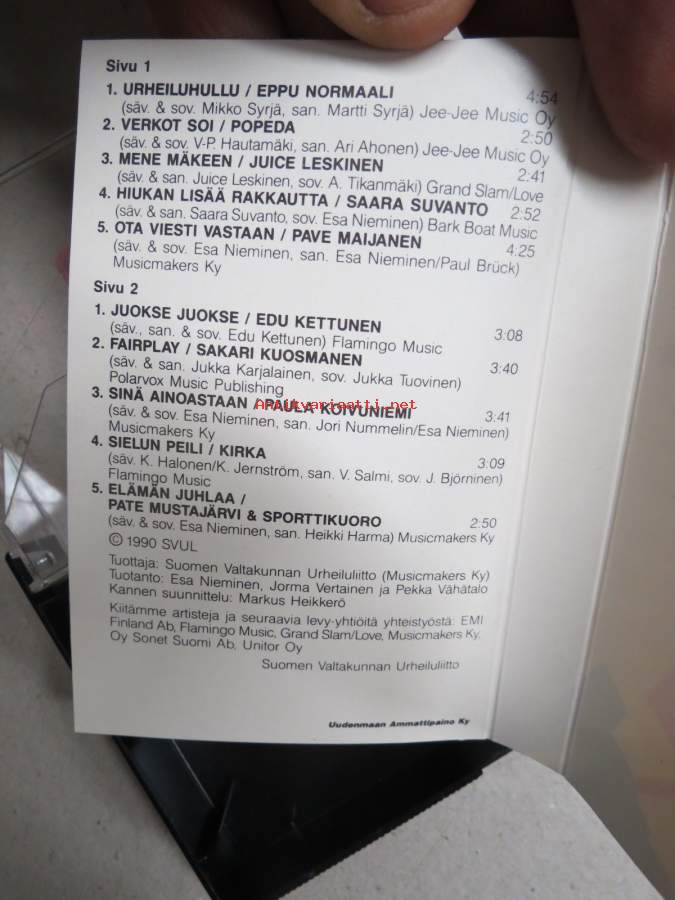 Sivu 1
1. URHEILUHULLU / EPPU NORMAALI 4:54
(säv. & sov. Mikko Syrjä, san. Martti Syrjä) Jee-Jee Music Oy
2. VERKOT SOI / POPEDA 2:50
(säv. & sov. V-P. Hautamäki, san. Ari Ahonen) Jee-Jee Music Oy
3. MENE MÄKEEN / JUICE LESKINEN 2:41
(säv. & san. Juice Leskinen, sov. A. Tikanmäki) Grand Slam/Love
4. HIUKAN LISÄÄ RAKKAUTTA / SAARA SUVANTO 2:52
(säv. & san. Saara Suvanto, sov. Esa Nieminen) Bark Boat Music
5. OTA VIESTI VASTAAN / PAVE MAIJANEN 4:25
(säv. & sov. Esa Nieminen, san. Esa Nieminen/Paul Brück)
Musicmakers Ky
Sivu 2
1. JUOKSE JUOKSE / EDU KETTUNEN 3:08
(säv., san. & sov. Edu Kettunen) Flamingo Music
2. FAIRPLAY / SAKARI KUOSMANEN 3:40
(säv. & san. Jukka Karjalainen, sov. Jukka Tuovinen)
Polarvox Music Publishing
Antikvariaatti.net
3. SINÄ AINOASTAAN / PAULA KOIVUNIEMI 3:41
(säv. & sov. Esa Nieminen, san. Jori Nummelin/Esa Nieminen)
Musicmakers Ky
4. SIELUN PEILI / KIRKA 3:09
(säv. K. Halonen/K. Jernström, san. V. Salmi, sov. J. Björninen)
Flamingo Music
5. ELÄMÄN JUHLAA /
PATE MUSTAJÄRVI & SPORTTIKUORO 2:50
(säv. & sov. Esa Nieminen, san. Heikki Harma) Musicmakers Ky
© 1990 SVUL
Tuottaja: Suomen Valtakunnan Urheiluliitto (Musicmakers Ky)
Tuotanto: Esa Nieminen, Jorma Vertainen ja Pekka Vähätalo
Kannen suunnittelu: Markus Heikkerö
Kiitämme artisteja ja seuraavia levy-yhtiöitä yhteistyöstä: EMI
Finland Ab, Flamingo Music, Grand Slam/Love, Musicmakers Ky,
Oy Sonet Suomi Ab, Unitor Oy
Suomen Valtakunnan Urheiluliitto
Uudenmaan Ammattipaino Ky